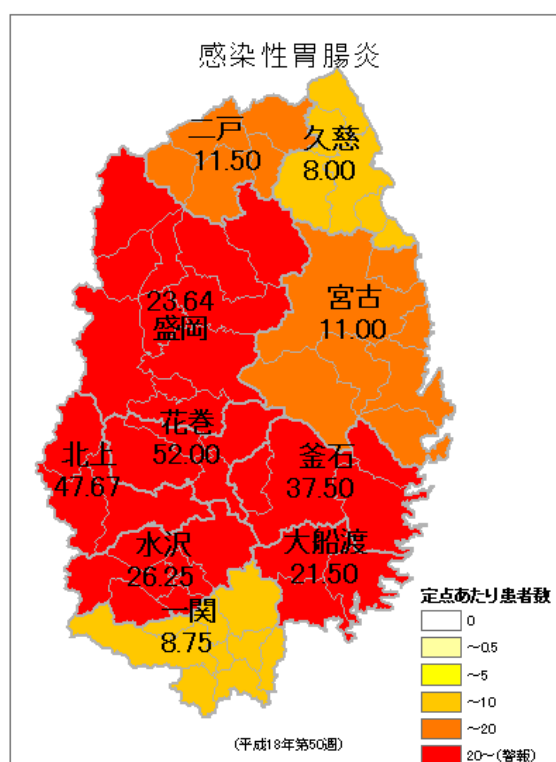 感染性胃腸炎
二戸
11.50
久慈
8.00
23.64
盛岡
宮古
11.00
花巻
52.00
北上
47.67
釜石
37.50
水沢
26.25
大船渡
21.50
一関
8.75
定点あたり患者数
0
～0.5
～5
～10
～20
20～(警報)
(平成18年第50週)